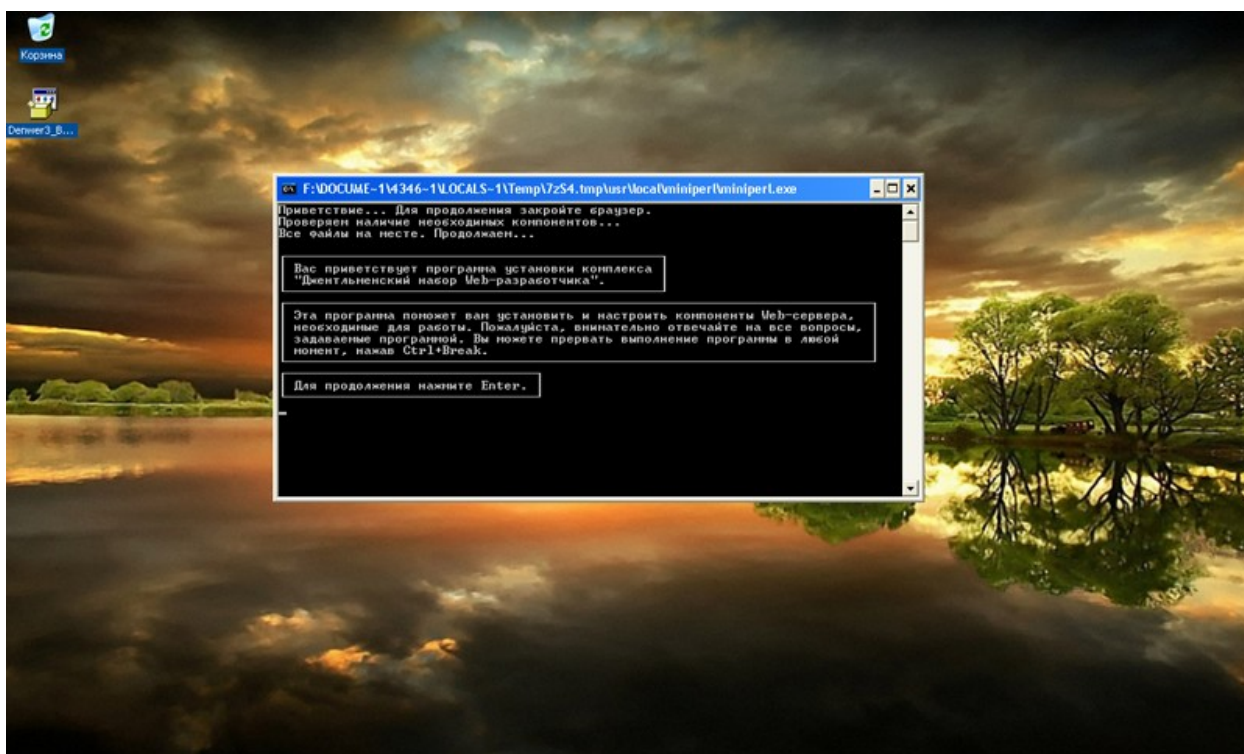 Корзина
Denwer3_B...
F:\DOCUME~1\4346~1\LOCALS~1\Temp\7zS4.tmp\usr\local\miniperl\miniperl.exe
Приветствие... Для продолжения закройте браузер.
Проверяем наличие необходимых компонентов...
Все файлы на месте. Продолжаем...
Вас приветствует программа установки комплекса
"Джентльменский набор Web-разработчика".
Эта программа поможет вам установить и настроить компоненты Web-сервера,
необходимые для работы. Пожалуйста, внимательно отвечайте на все вопросы,
задаваемые программой. Вы можете прервать выполнение программы в любой
момент, нажав Ctrl+Break.
Для продолжения нажмите Enter.